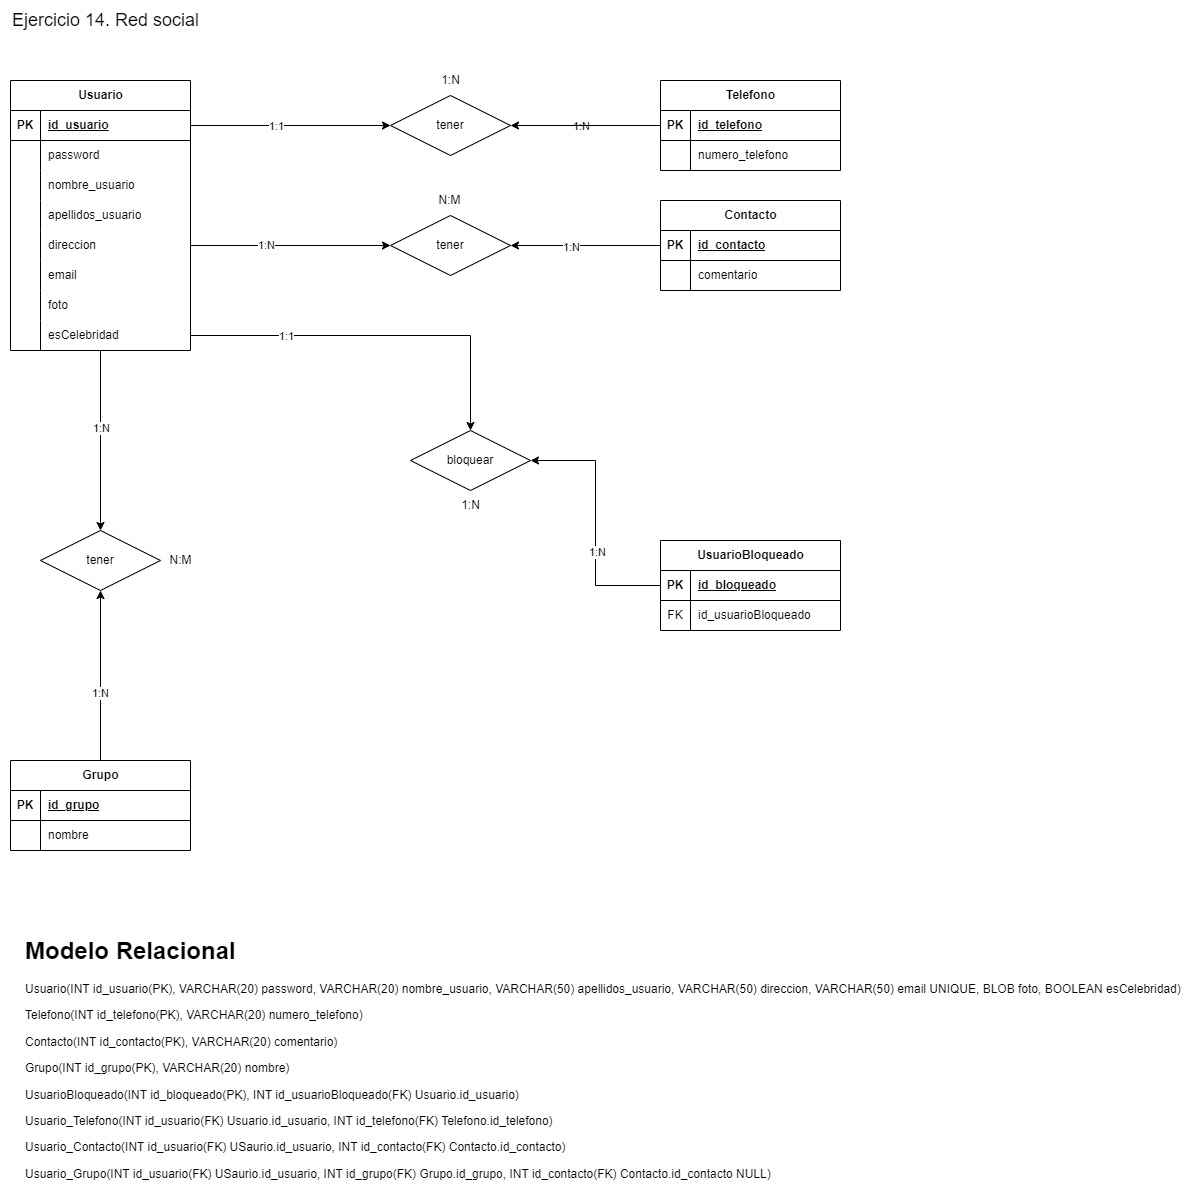 Ejercicio 14. Red social
1:N
Usuario
Telefono
PK id_usuario
1:1
tener
1:N
PK id_telefono
password
numero_telefono
nombre_usuario
N:M
apellidos_usuario
Contacto
direccion
1:N
tener
1:N
PK id_contacto
email
comentario
foto
esCelebridad
1:1
1:N
bloquear
1:N
1:N
UsuarioBloqueado
tener
N:M
PK id_bloqueado
FK id_usuarioBloqueado
1:N
Grupo
PK id_grupo
nombre
Modelo Relacional
Usuario(INT id_usuario(PK), VARCHAR(20) password, VARCHAR(20) nombre_usuario, VARCHAR(50) apellidos_usuario, VARCHAR(50) direccion, VARCHAR(50) email UNIQUE, BLOB foto, BOOLEAN esCelebridad)
Telefono(INT id_telefono(PK), VARCHAR(20) numero_telefono)
Contacto(INT id_contacto(PK), VARCHAR(20) comentario)
Grupo(INT id_grupo(PK), VARCHAR(20) nombre)
UsuarioBloqueado(INT id_bloqueado(PK), INT id_usuarioBloqueado(FK) Usuario.id_usuario)
Usuario_Telefono(INT id_usuario(FK) Usuario.id_usuario, INT id_telefono(FK) Telefono.id_telefono)
Usuario_Contacto(INT id_usuario(FK) USaurio.id_usuario, INT id_contacto(FK) Contacto.id_contacto)
Usuario_Grupo(INT id_usuario(FK) USaurio.id_usuario, INT id_grupo(FK) Grupo.id_grupo, INT id_contacto(FK) Contacto.id_contacto NULL)